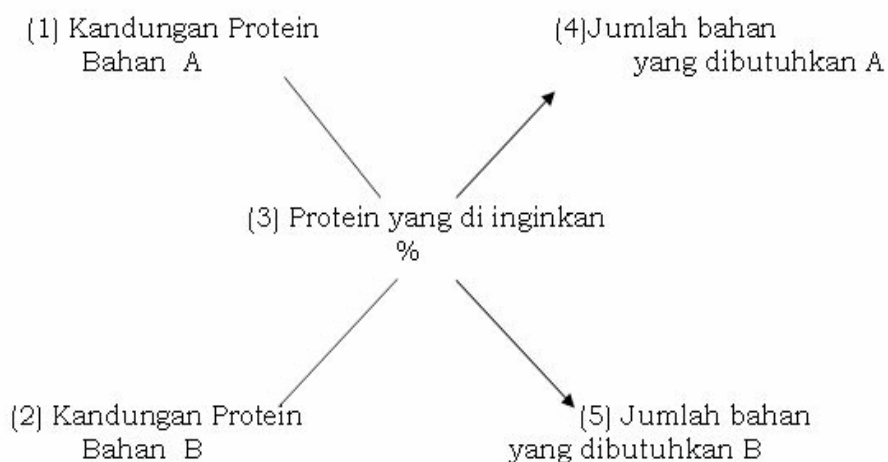 (1) Kandungan Protein
Bahan A
(4)Jumlah bahan
yang dibutuhkan A
(3) Protein yang di inginkan
%
(2) Kandungan Protein
Bahan B
(5) Jumlah bahan
yang dibutuhkan B